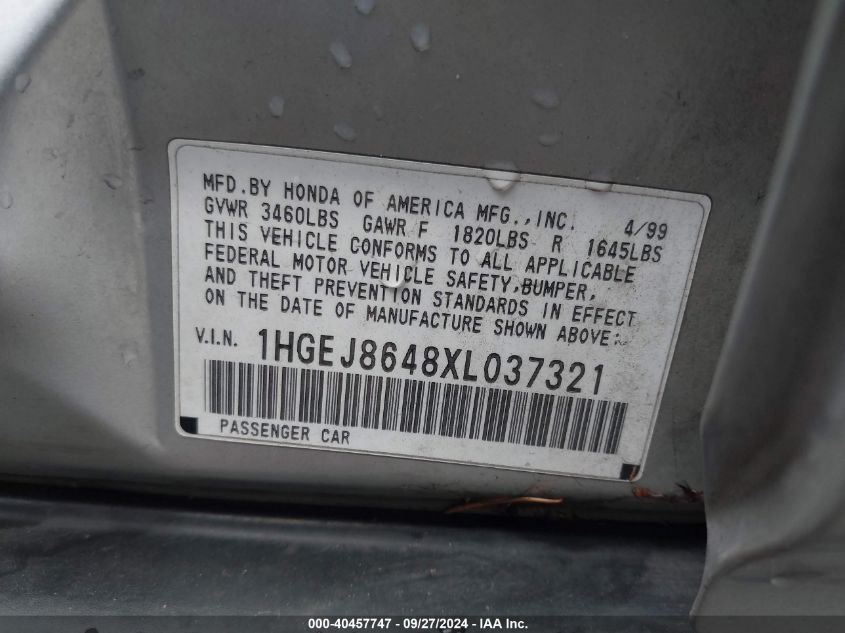 MFD.BY HONDA OF AMERICA MFG.,INC. 4/99
GVWR 3460LBS GAWR F 1820LBS R 1645LBS
THIS VEHICLE CONFORMS TO ALL APPLICABLE
FEDERAL MOTOR VEHICLE SAFETY,BUMPER,
AND THEFT PREVENTION STANDARDS IN EFFECT
ON THE DATE OF MANUFACTURE SHOWN ABOVE:
V.I.N. 1HGEJ8648XL037321
PASSENGER CAR
000-40457747 - 09/27/2024 - IAA Inc.